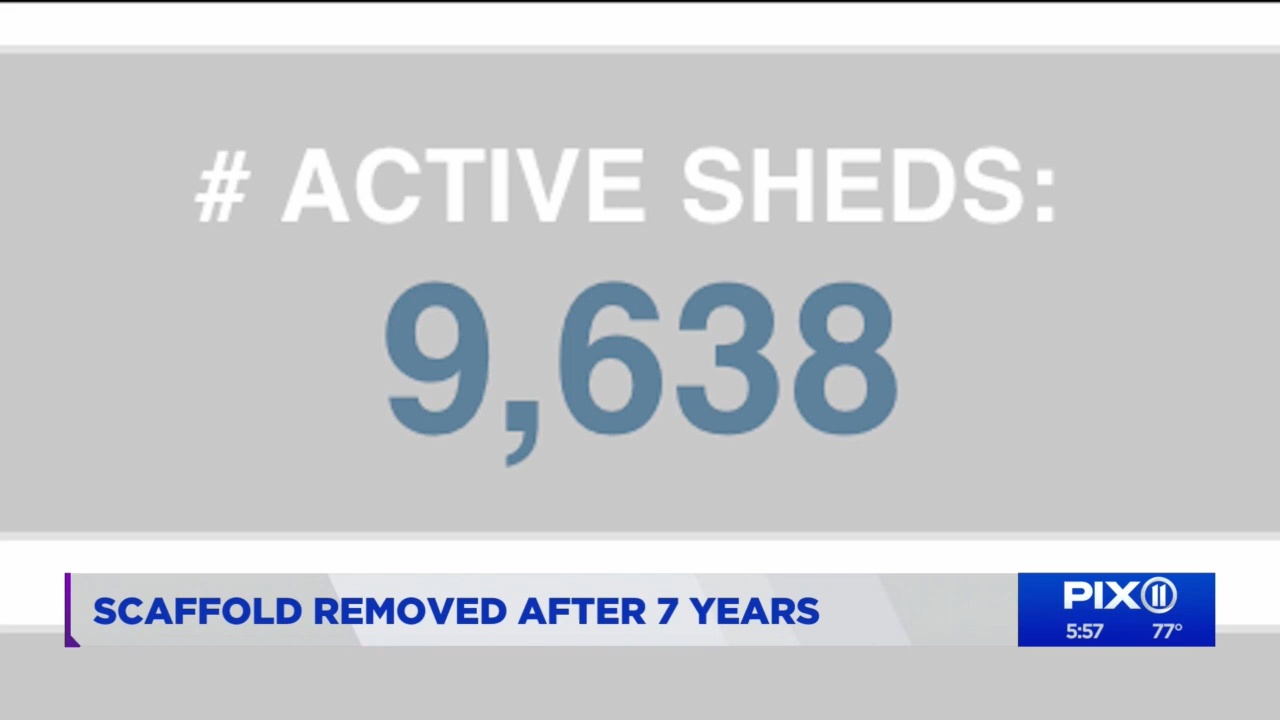 # ACTIVE SHEDS:
9,638
SCAFFOLD REMOVED AFTER 7 YEARS
PIX11
5:57 77°